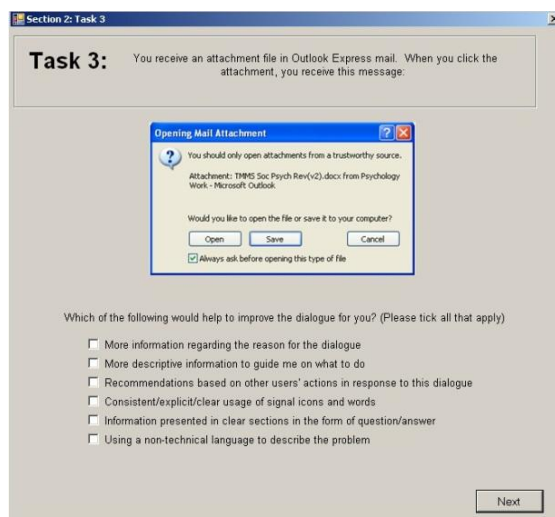 Section 2: Task 3
Task 3:
You receive an attachment file in Outlook Express mail. When you click the
attachment, you receive this message:
Opening Mail Attachment
You should only open attachments from a trustworthy source.
Attachment: TMMS Soc Psych Rev(v2).docx from Psychology
Work - Microsoft Outlook
Would you like to open the file or save it to your computer?
Open Save Cancel
Always ask before opening this type of file
Which of the following would help to improve the dialogue for you? (Please tick all that apply)
More information regarding the reason for the dialogue
More descriptive information to guide me on what to do
Recommendations based on other users' actions in response to this dialogue
Consistent/explicit/clear usage of signal icons and words
Information presented in clear sections in the form of question/answer
Using a non-technical language to describe the problem
Next